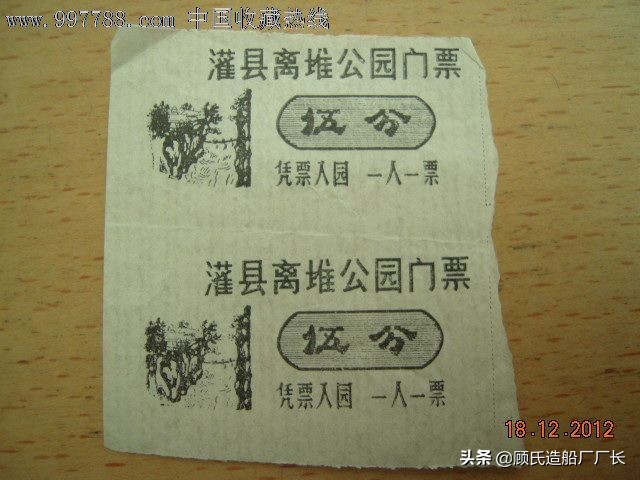 www.997788.com 中国收藏热线
灌县离堆公园门票
伍分
凭票入园 一人一票
灌县离堆公园门票
伍分
凭票入园 一人一票
18.12.2012
头条 @顾氏造船厂厂长